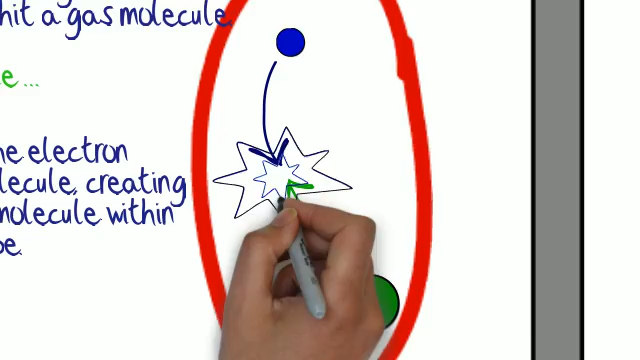 hit a gas molecule
e...
he electron
lecule, creating
molecule within
be.